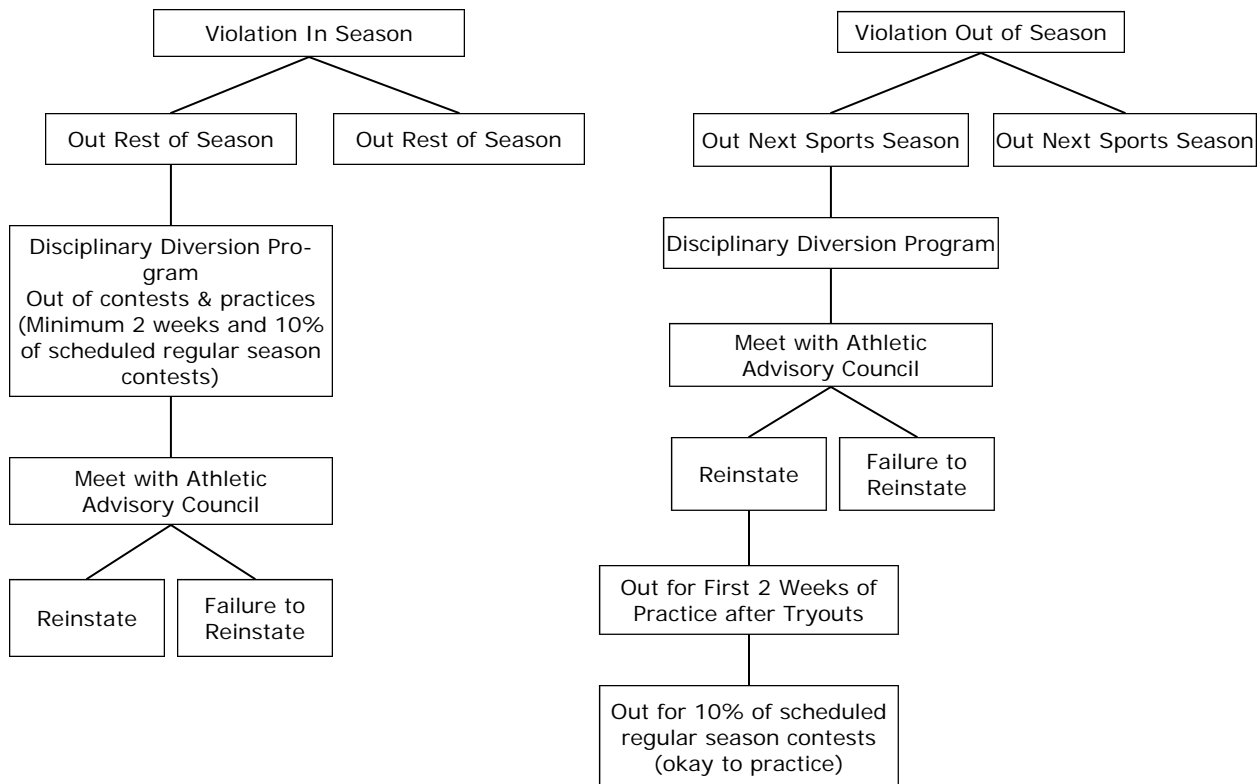 Violation In Season
Out Rest of Season
Out Rest of Season
Disciplinary Diversion Pro-
gram
Out of contests & practices
(Minimum 2 weeks and 10%
of scheduled regular season
contests)
Meet with Athletic
Advisory Council
Reinstate
Failure to
Reinstate
Violation Out of Season
Out Next Sports Season
Out Next Sports Season
Disciplinary Diversion Program
Meet with Athletic
Advisory Council
Reinstate
Failure to
Reinstate
Out for First 2 Weeks of
Practice after Tryouts
Out for 10% of scheduled
regular season contests
(okay to practice)